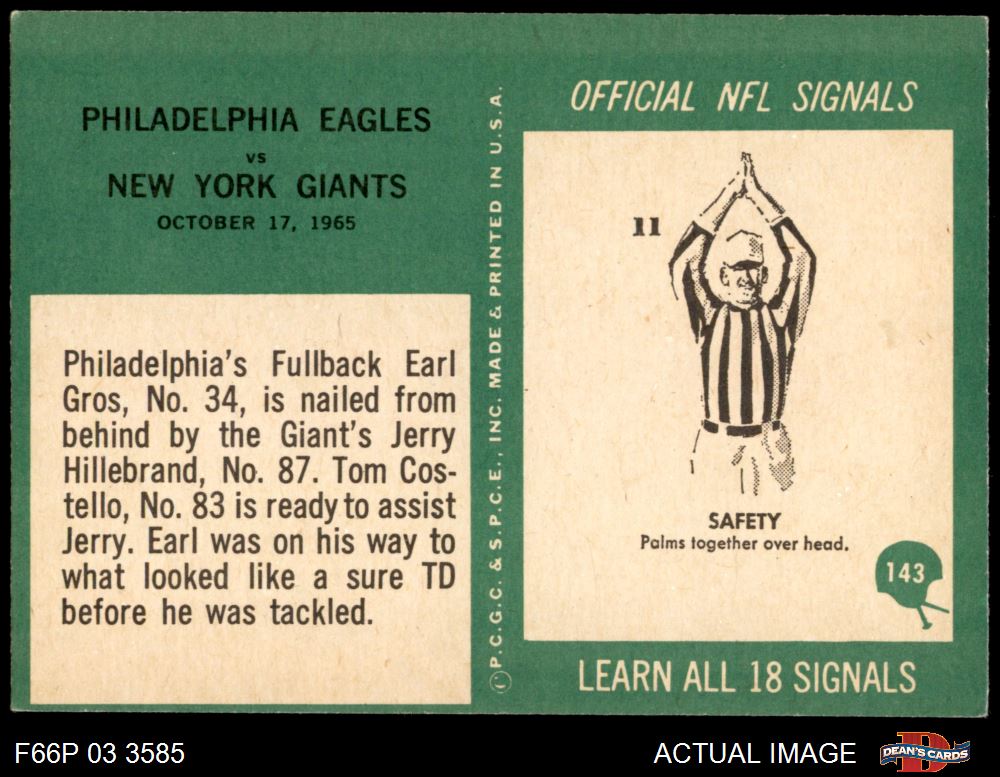 PHILADELPHIA EAGLES
VS
NEW YORK GIANTS
OCTOBER 17, 1965
Philadelphia's Fullback Earl
Gros, No. 34, is nailed from
behind by the Giant's Jerry
Hillebrand, No. 87. Tom Cos-
tello, No. 83 is ready to assist
Jerry. Earl was on his way to
what looked like a sure TD
before he was tackled.
© P.C.G.C. & S.P.C.E., INC. MADE & PRINTED IN U.S.A.
OFFICIAL NFL SIGNALS
11
SAFETY
Palms together over head.
143
LEARN ALL 18 SIGNALS
F66P 03 3585
ACTUAL IMAGE
DEAN'S CARDS